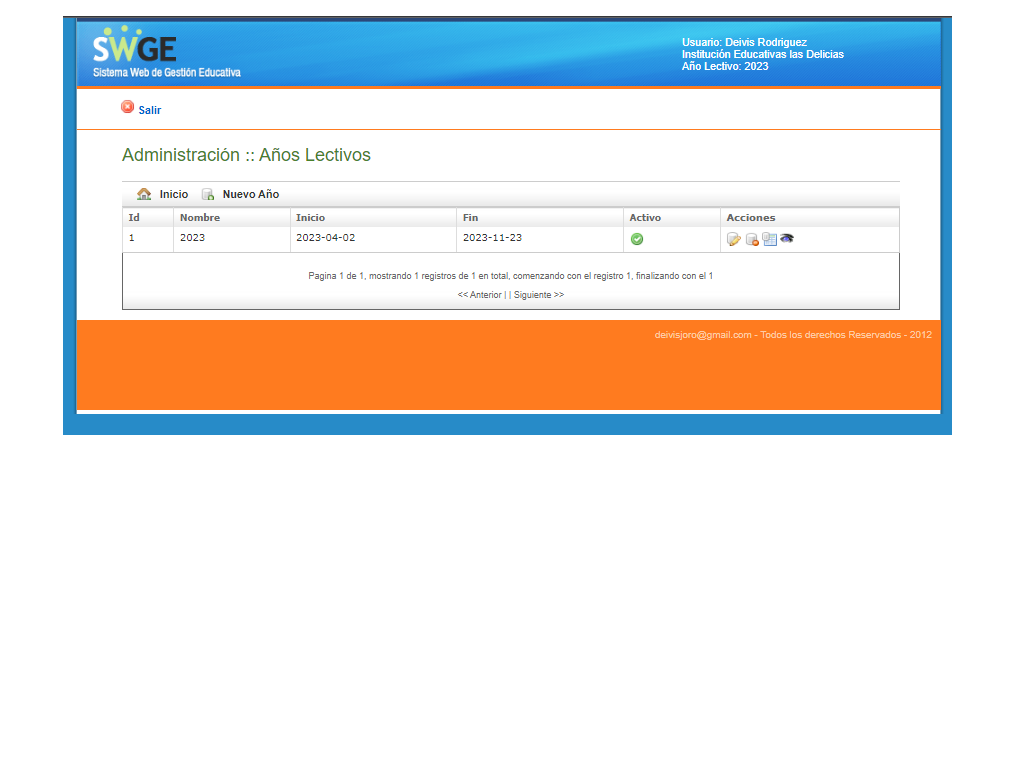 SWGE
Sistema Web de Gestión Educativa
Usuario: Deivis Rodriguez
Institución Educativas las Delicias
Año Lectivo: 2023
Salir
Administración :: Años Lectivos
Inicio Nuevo Año
Id Nombre Inicio Fin Activo Acciones
1 2023 2023-04-02 2023-11-23
Pagina 1 de 1, mostrando 1 registros de 1 en total, comenzando con el registro 1, finalizando con el 1
<< Anterior | | Siguiente >>
deivisjoro@gmail.com - Todos los derechos Reservados - 2012